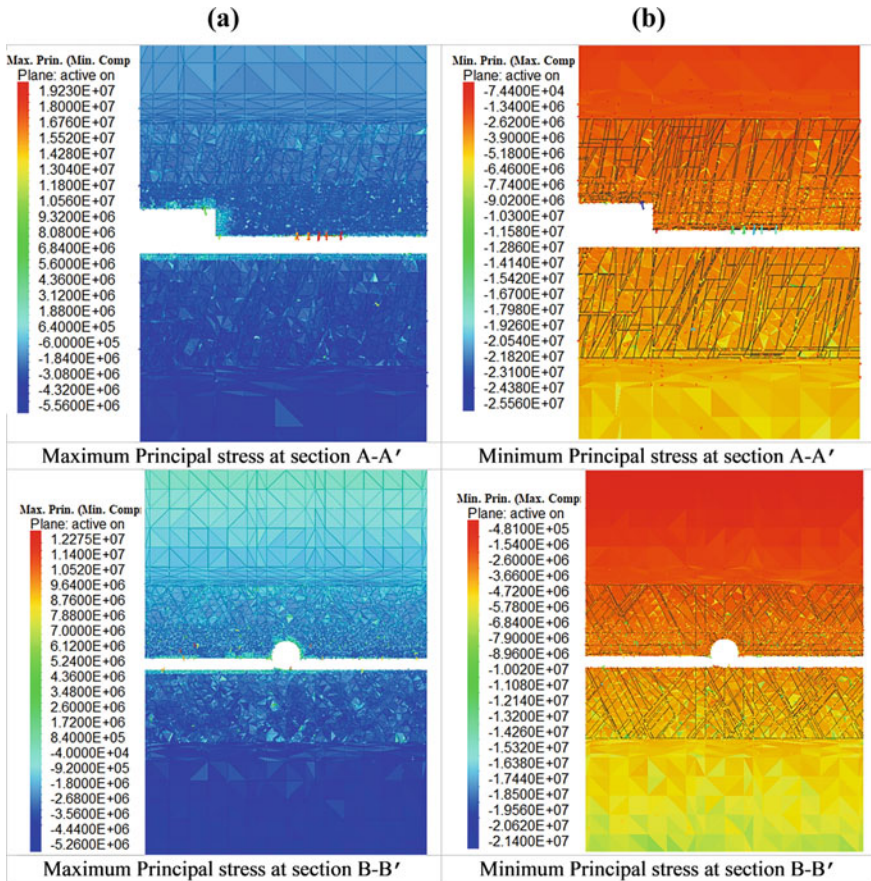 (a)
(b)
Max. Prin. (Min. Comp
Plane: active on
1.9230E+07
1.8000E+07
1.6760E+07
1.5520E+07
1.4280E+07
1.3040E+07
1.1800E+07
1.0560E+07
9.3200E+06
8.0800E+06
6.8400E+06
5.6000E+06
4.3600E+06
3.1200E+06
1.8800E+06
6.4000E+05
-6.0000E+05
-1.8400E+06
-3.0800E+06
-4.3200E+06
-5.5600E+06
Maximum Principal stress at section A-A′
Min. Prin. (Max. Comp
Plane: active on
-7.4400E+04
-1.3400E+06
-2.6200E+06
-3.9000E+06
-5.1800E+06
-6.4600E+06
-7.7400E+06
-9.0200E+06
-1.0300E+07
-1.1580E+07
-1.2860E+07
-1.4140E+07
-1.5420E+07
-1.6700E+07
-1.7980E+07
-1.9260E+07
-2.0540E+07
-2.1820E+07
-2.3100E+07
-2.4380E+07
-2.5560E+07
Minimum Principal stress at section A-A′
Max. Prin. (Min. Comp
Plane: active on
1.2275E+07
1.1400E+07
1.0520E+07
9.6400E+06
8.7600E+06
7.8800E+06
7.0000E+06
6.1200E+06
5.2400E+06
4.3600E+06
3.4800E+06
2.6000E+06
1.7200E+06
8.4000E+05
-4.0000E+04
-9.2000E+05
-1.8000E+06
-2.6800E+06
-3.5600E+06
-4.4400E+06
-5.2600E+06
Maximum Principal stress at section B-B′
Min. Prin. (Max. Comp
Plane: active on
-4.8100E+05
-1.5400E+06
-2.6000E+06
-3.6600E+06
-4.7200E+06
-5.7800E+06
-6.8400E+06
-7.9000E+06
-8.9600E+06
-1.0020E+07
-1.1080E+07
-1.2140E+07
-1.3200E+07
-1.4260E+07
-1.5320E+07
-1.6380E+07
-1.7440E+07
-1.8500E+07
-1.9560E+07
-2.0620E+07
-2.1400E+07
Minimum Principal stress at section B-B′